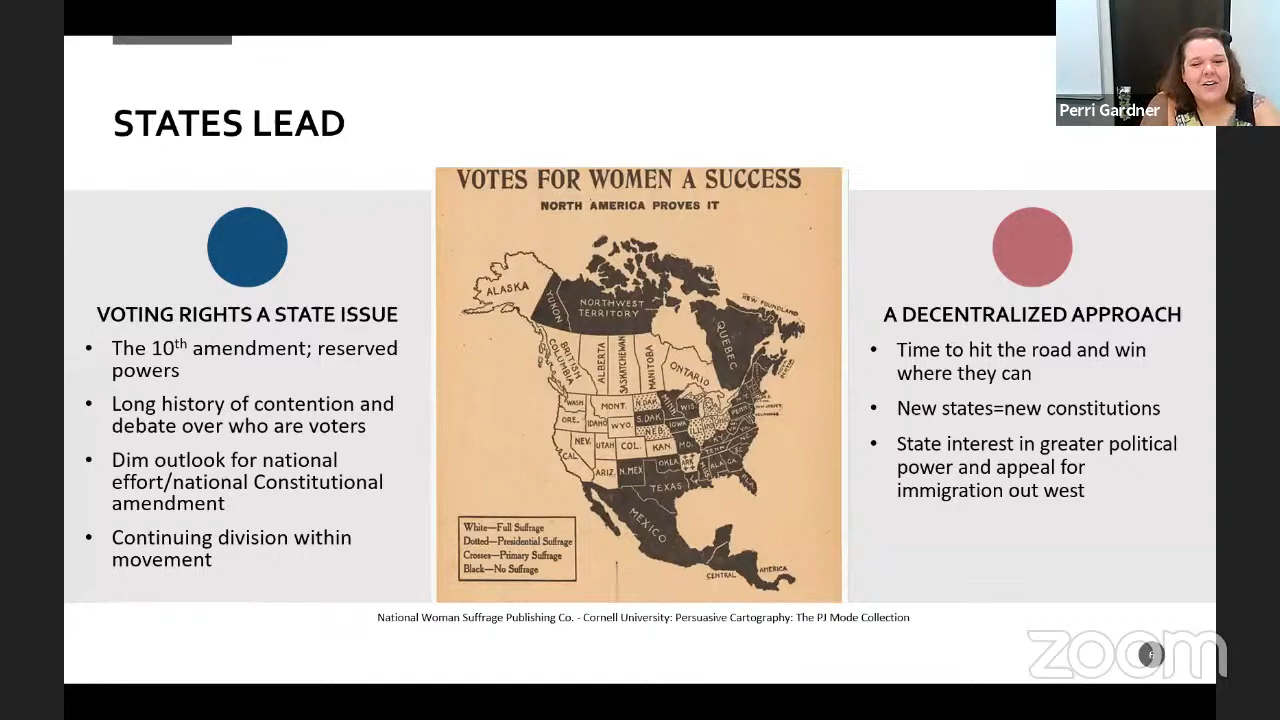 Perri Gardner
STATES LEAD
VOTING RIGHTS A STATE ISSUE
• The 10th amendment; reserved
powers
• Long history of contention and
debate over who are voters
• Dim outlook for national
effort/national Constitutional
amendment
• Continuing division within
movement
VOTES FOR WOMEN A SUCCESS
NORTH AMERICA PROVES IT
ALASKA
YUKON
NORTHWEST
TERRITORY
NEW FOUNDLAND
BRITISH
COLUMBIA
ALBERTA
SASKATCHEWAN
MANITOBA
ONTARIO
QUEBEC
WASH.
MONT.
N.DAK
ORE.
IDAHO
WYO.
S.DAK
WIS.
NEV.
UTAH
COL.
NEB
IOWA
CAL.
KAN.
MO.
ARIZ.
N.MEX
OKLA
ARK
TENN
TEXAS
ALA
GA
MEXICO
CENTRAL
AMERICA
White—Full Suffrage
Dotted—Presidential Suffrage
Crosses—Primary Suffrage
Black—No Suffrage
A DECENTRALIZED APPROACH
• Time to hit the road and win
where they can
• New states=new constitutions
• State interest in greater political
power and appeal for
immigration out west
National Woman Suffrage Publishing Co. - Cornell University: Persuasive Cartography: The PJ Mode Collection
zoom
6